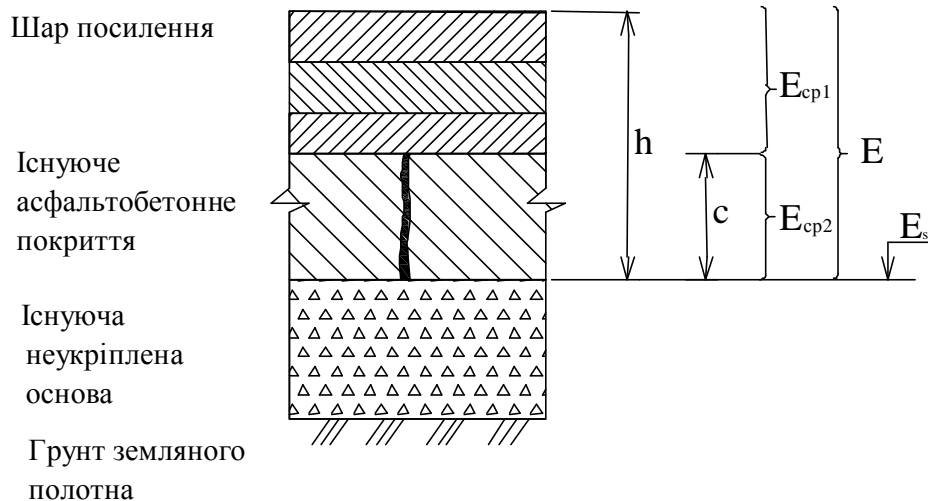 Шар посилення
Існуюче
асфальтобетонне
покриття
Існуюча
неукріплена
основа
Грунт земляного
полотна
h
c
Eср1
Eср2
E
Es